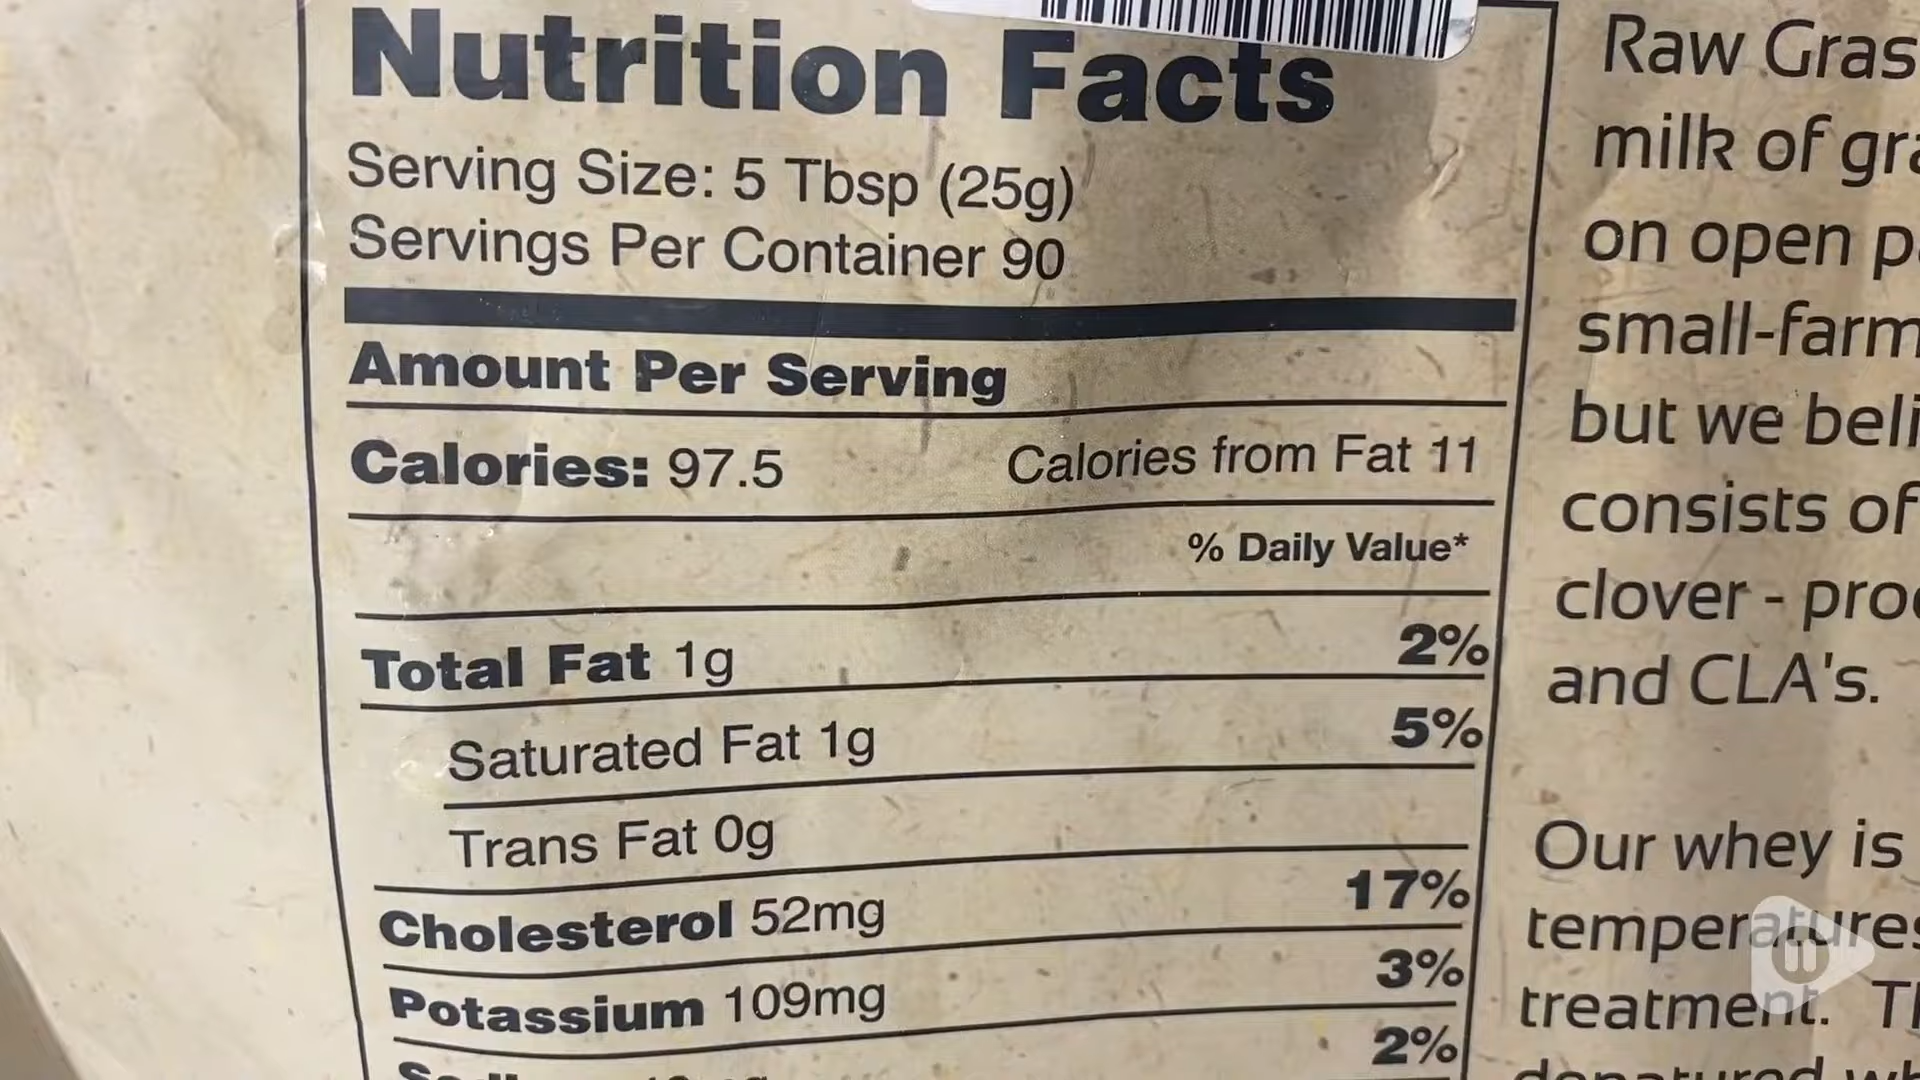 Nutrition Facts
Serving Size: 5 Tbsp (25g)
Servings Per Container 90
Amount Per Serving
Calories: 97.5 Calories from Fat 11
% Daily Value*
Total Fat 1g 2%
Saturated Fat 1g 5%
Trans Fat 0g
Cholesterol 52mg 17%
Potassium 109mg 3%
2%
Raw Gras
milk of gra
on open p
small-farm
but we beli
consists of
clover - pro
and CLA's.
Our whey is
temperatures
treatment. Th